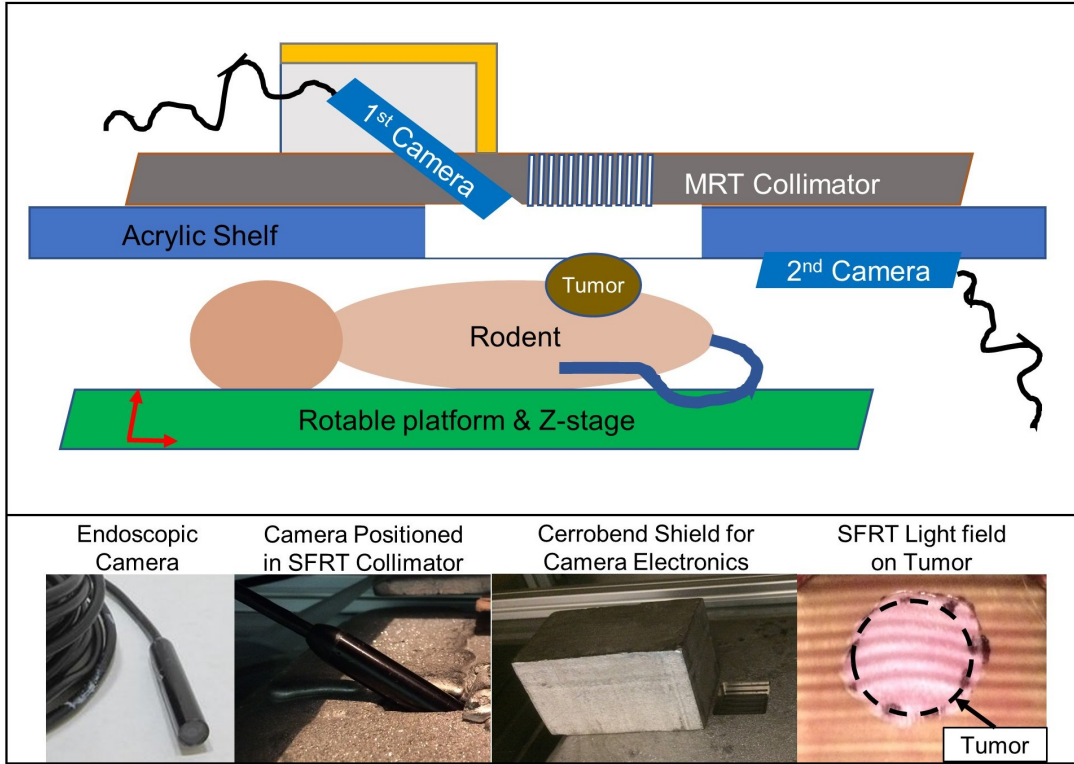 1st Camera
MRT Collimator
Acrylic Shelf
2nd Camera
Tumor
Rodent
Rotable platform & Z-stage
Endoscopic
Camera
Camera Positioned
in SFRT Collimator
Cerrobend Shield for
Camera Electronics
SFRT Light field
on Tumor
Tumor